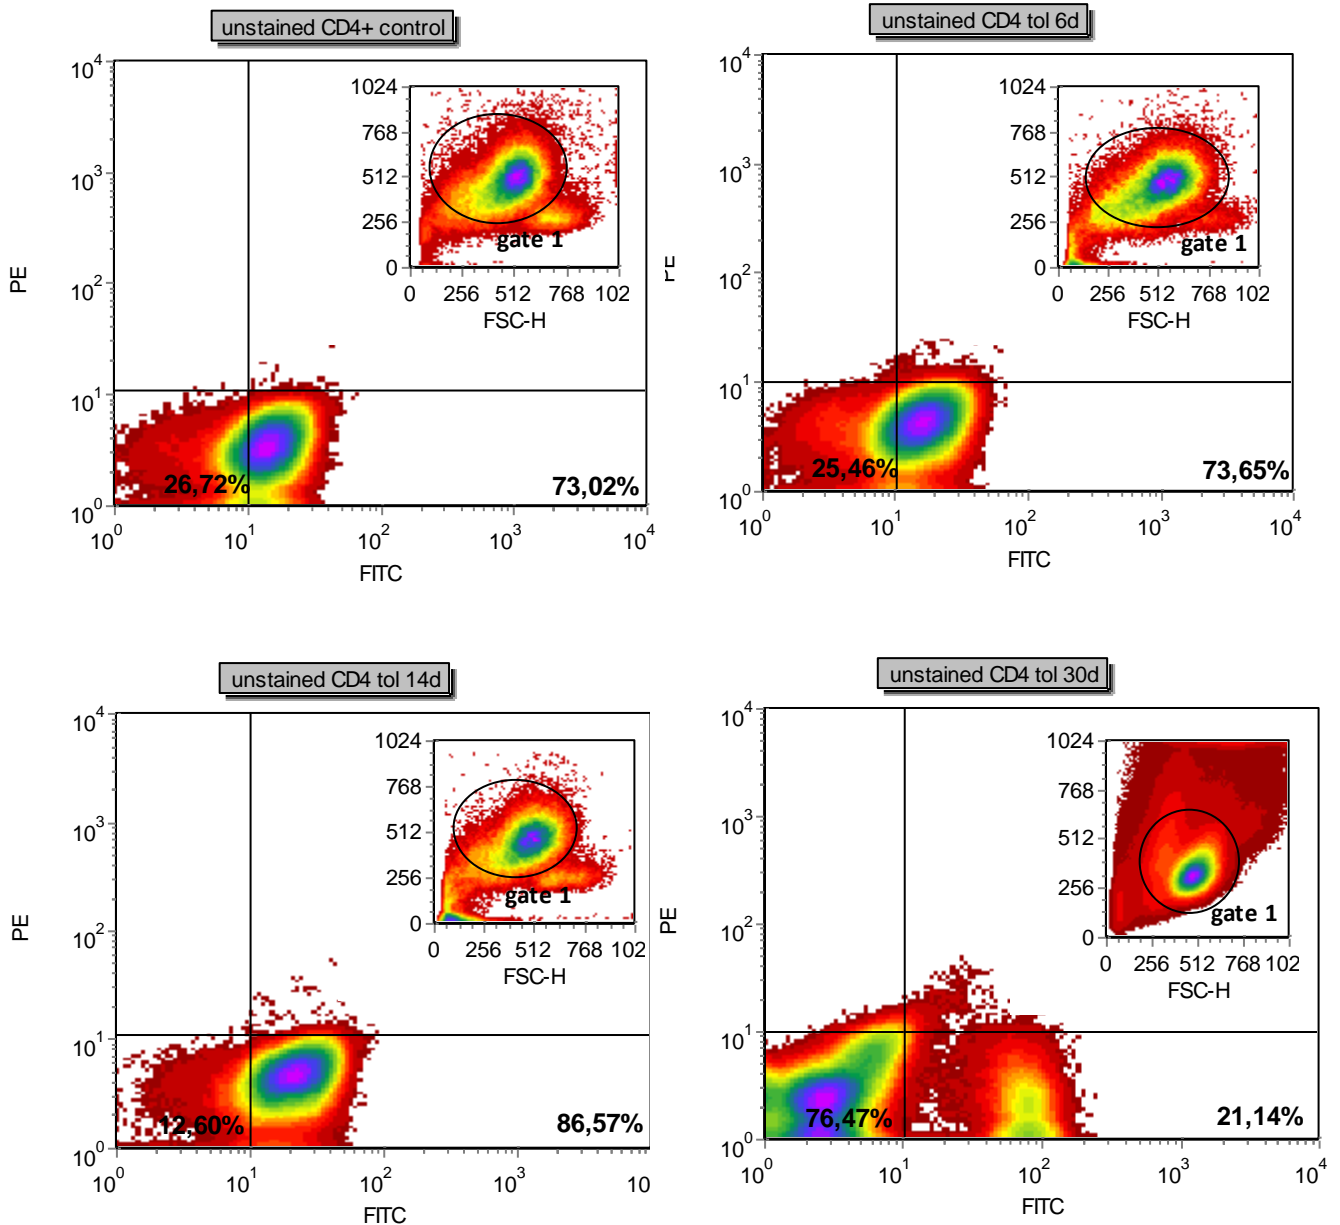 unstained CD4+ control
10^4
10^3
10^2
10^1
10^0
PE
1024
768
512
256
0
gate 1
0 256 512 768 102
FSC-H
26,72% 73,02%
10^0 10^1 10^2 10^3 10^4
FITC
unstained CD4 tol 6d
10^4
10^3
10^2
10^1
10^0
PE
1024
768
512
256
0
gate 1
0 256 512 768 102
FSC-H
25,46% 73,65%
10^0 10^1 10^2 10^3 10^4
FITC
unstained CD4 tol 14d
10^4
10^3
10^2
10^1
10^0
PE
1024
768
512
256
0
gate 1
0 256 512 768 102
FSC-H
12,60% 86,57%
10^0 10^1 10^2 10^3 10
FITC
unstained CD4 tol 30d
10^4
10^3
10^2
10^1
10^0
PE
1024
768
512
256
0
gate 1
0 256 512 768 102
FSC-H
76,47% 21,14%
10^0 10^1 10^2 10^3 10^4
FITC